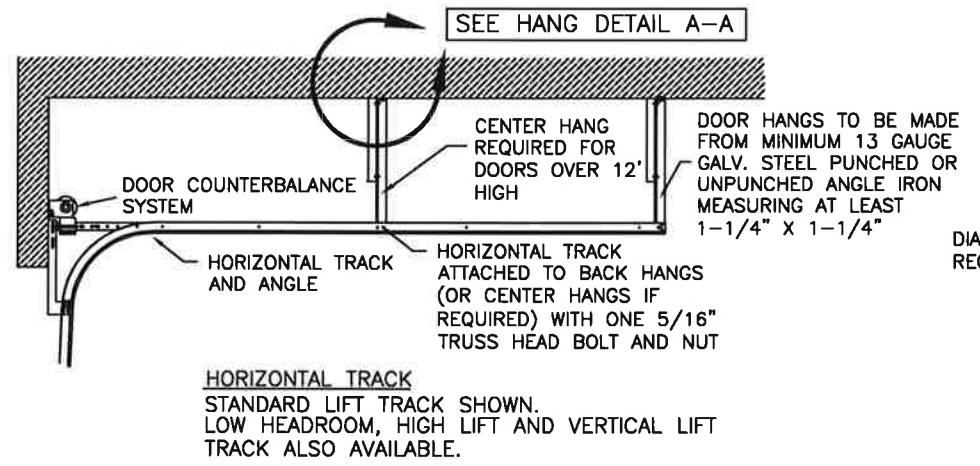 SEE HANG DETAIL A-A
CENTER HANG
REQUIRED FOR
DOORS OVER 12'
HIGH
DOOR HANGS TO BE MADE
FROM MINIMUM 13 GAUGE
GALV. STEEL PUNCHED OR
UNPUNCHED ANGLE IRON
MEASURING AT LEAST
1-1/4" X 1-1/4"
DOOR COUNTERBALANCE
SYSTEM
HORIZONTAL TRACK
AND ANGLE
HORIZONTAL TRACK
ATTACHED TO BACK HANGS
(OR CENTER HANGS IF
REQUIRED) WITH ONE 5/16"
TRUSS HEAD BOLT AND NUT
DIA
HORIZONTAL TRACK
STANDARD LIFT TRACK SHOWN.
LOW HEADROOM, HIGH LIFT AND VERTICAL LIFT
TRACK ALSO AVAILABLE.